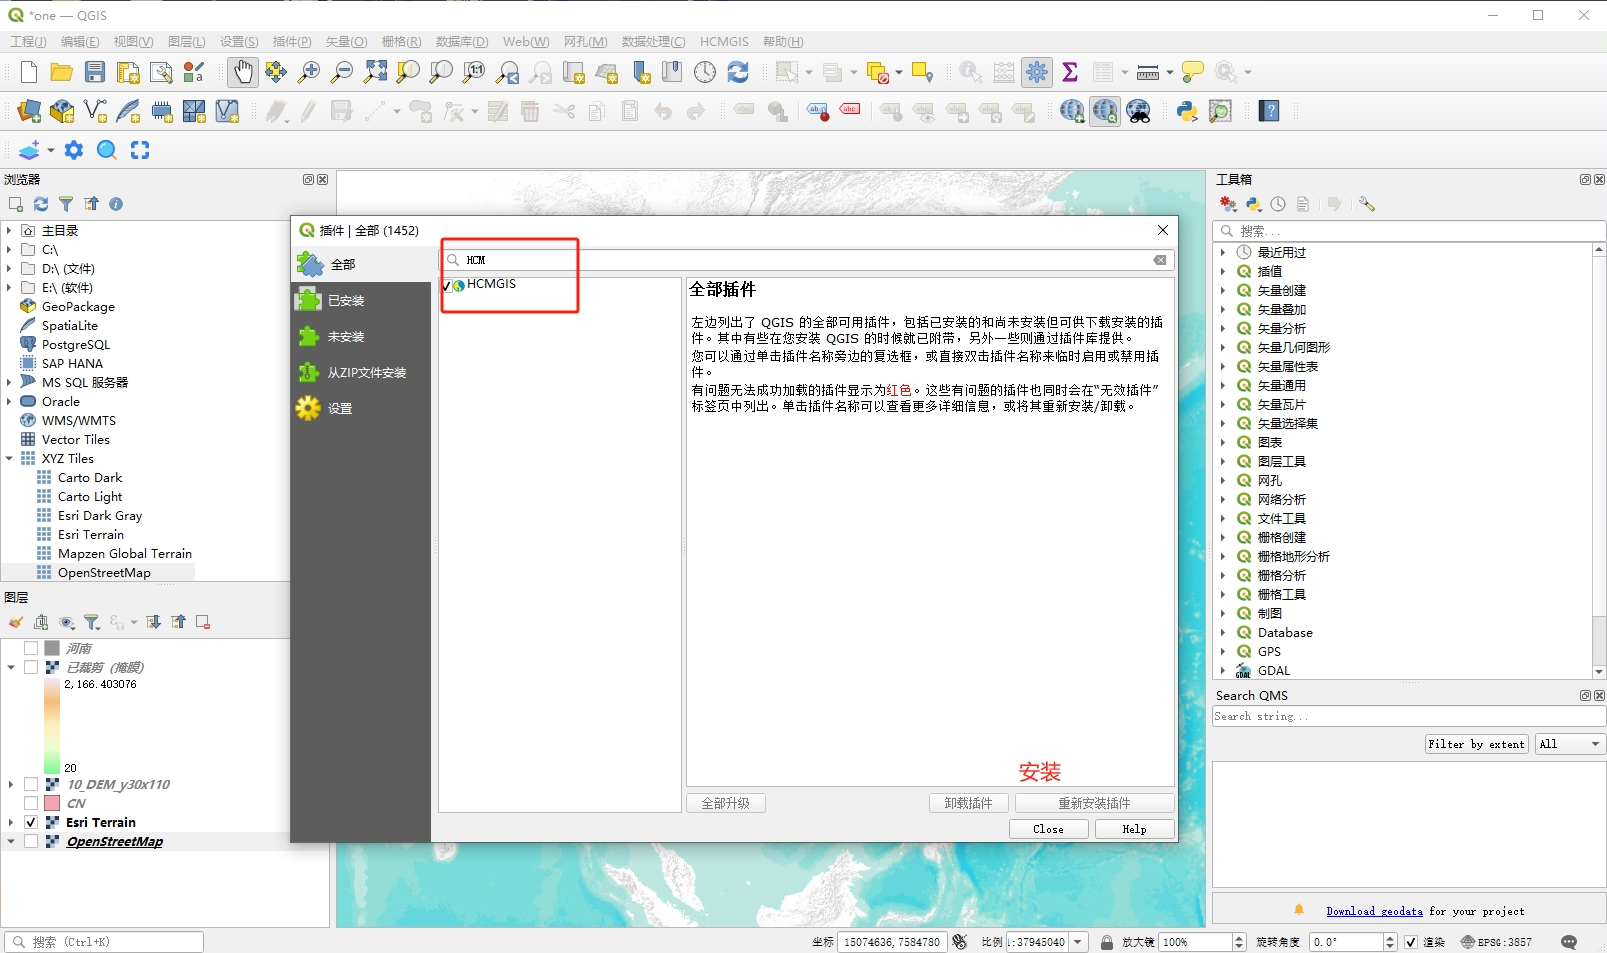 *one — QGIS
工程(J) 编辑(E) 视图(V) 图层(L) 设置(S) 插件(P) 矢量(O) 栅格(R) 数据库(D) Web(W) 网孔(M) 数据处理(C) HCMGIS 帮助(H)
浏览器
主目录
C:\
D:\ (文件)
E:\ (软件)
GeoPackage
SpatiaLite
PostgreSQL
SAP HANA
MS SQL 服务器
Oracle
WMS/WMTS
Vector Tiles
XYZ Tiles
Carto Dark
Carto Light
Esri Dark Gray
Esri Terrain
Mapzen Global Terrain
OpenStreetMap
图层
河南
已裁剪 (掩膜)
2,166.403076
20
10_DEM_y30x110
CN
Esri Terrain
OpenStreetMap
插件 | 全部 (1452)
全部
已安装
未安装
从ZIP文件安装
设置
HCM
HCMGIS
全部插件
左边列出了 QGIS 的全部可用插件，包括已安装的和尚未安装但可供下载安装的插
件。其中有些在您安装 QGIS 的时候就已附带，另外一些则通过插件库提供。
您可以通过单击插件名称旁边的复选框，或直接双击插件名称来临时启用或禁用插
件。
有问题无法成功加载的插件显示为红色。这些有问题的插件也同时会在“无效插件”
标签页中列出。单击插件名称可以查看更多详细信息，或将其重新安装/卸载。
安装
全部升级 卸载插件 重新安装插件
Close Help
工具箱
搜索...
最近用过
插值
矢量创建
矢量叠加
矢量分析
矢量几何图形
矢量属性表
矢量通用
矢量瓦片
矢量选择集
图表
图层工具
网孔
网络分析
文件工具
栅格创建
栅格地形分析
栅格分析
栅格工具
制图
Database
GPS
GDAL
Search QMS
Search string...
Filter by extent All
Download geodata for your project
搜索 (Ctrl+K) 坐标 15074636,7584780 比例 1:37945040 放大镜 100% 旋转角度 0.0° 渲染 EPSG:3857